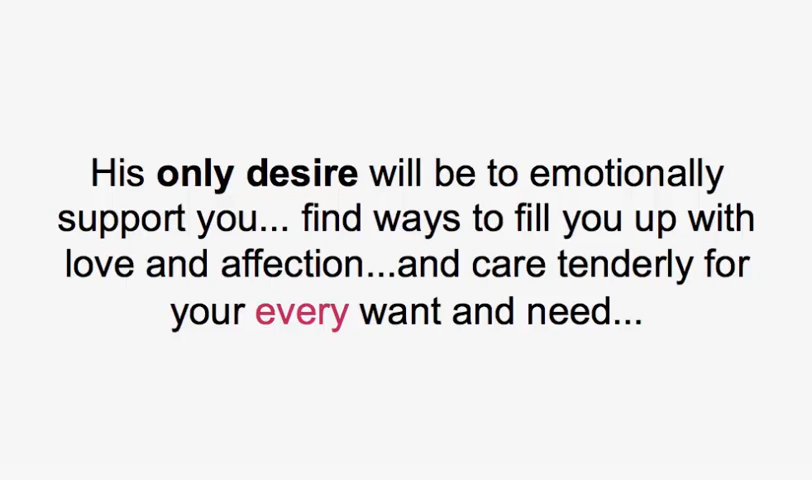 His only desire will be to emotionally
support you... find ways to fill you up with
love and affection...and care tenderly for
your every want and need...